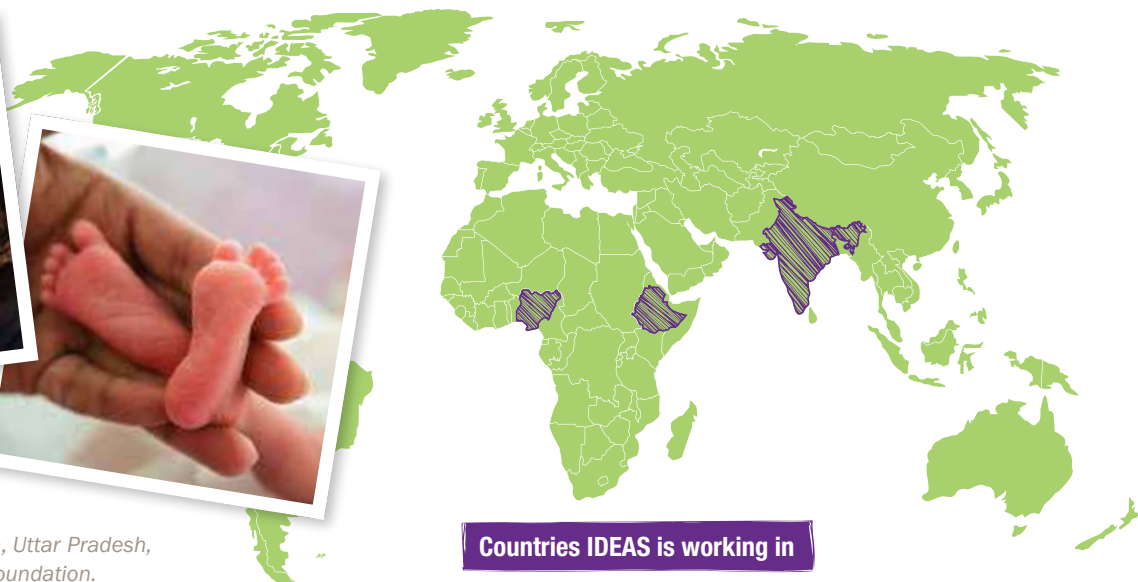 , Uttar Pradesh,
oundation.
Countries IDEAS is working in